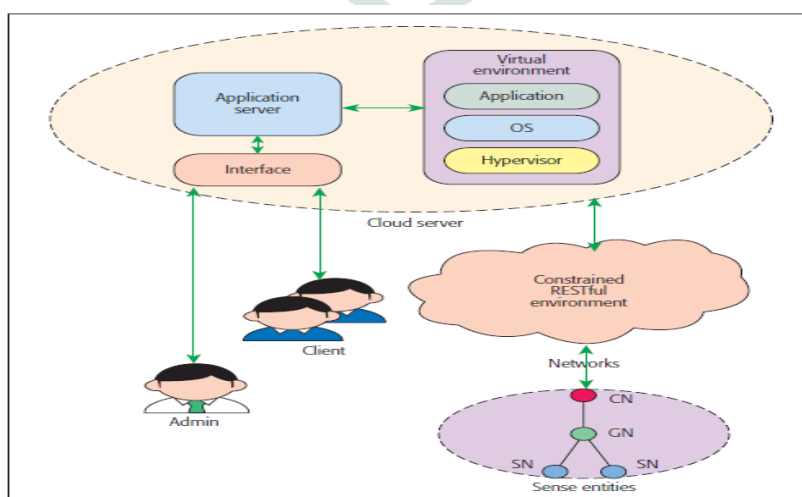 Virtual
environment
Application
server
Application
OS
Hypervisor
Interface
Cloud server
Constrained
RESTful
environment
Client
Networks
Admin
CN
GN
SN
SN
Sense entities